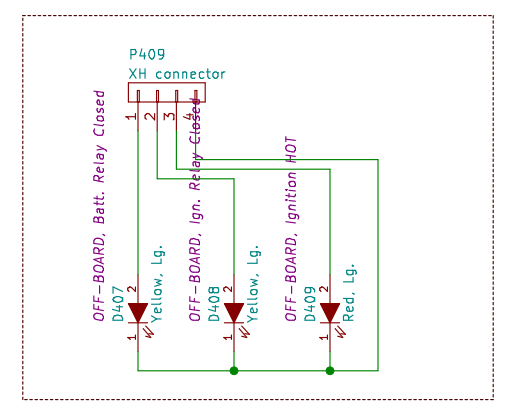 P409
XH connector
1
2
3
4
OFF-BOARD, Batt. Relay Closed
D407
2
1
Yellow, Lg.
OFF-BOARD, Ign. Relay Closed
D408
2
1
Yellow, Lg.
OFF-BOARD, Ignition HOT
D409
2
1
Red, Lg.